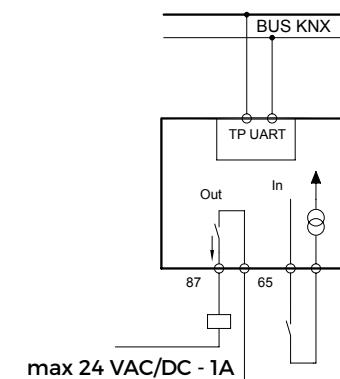 BUS KNX
TP UART
Out
In
87
65
max 24 VAC/DC - 1A